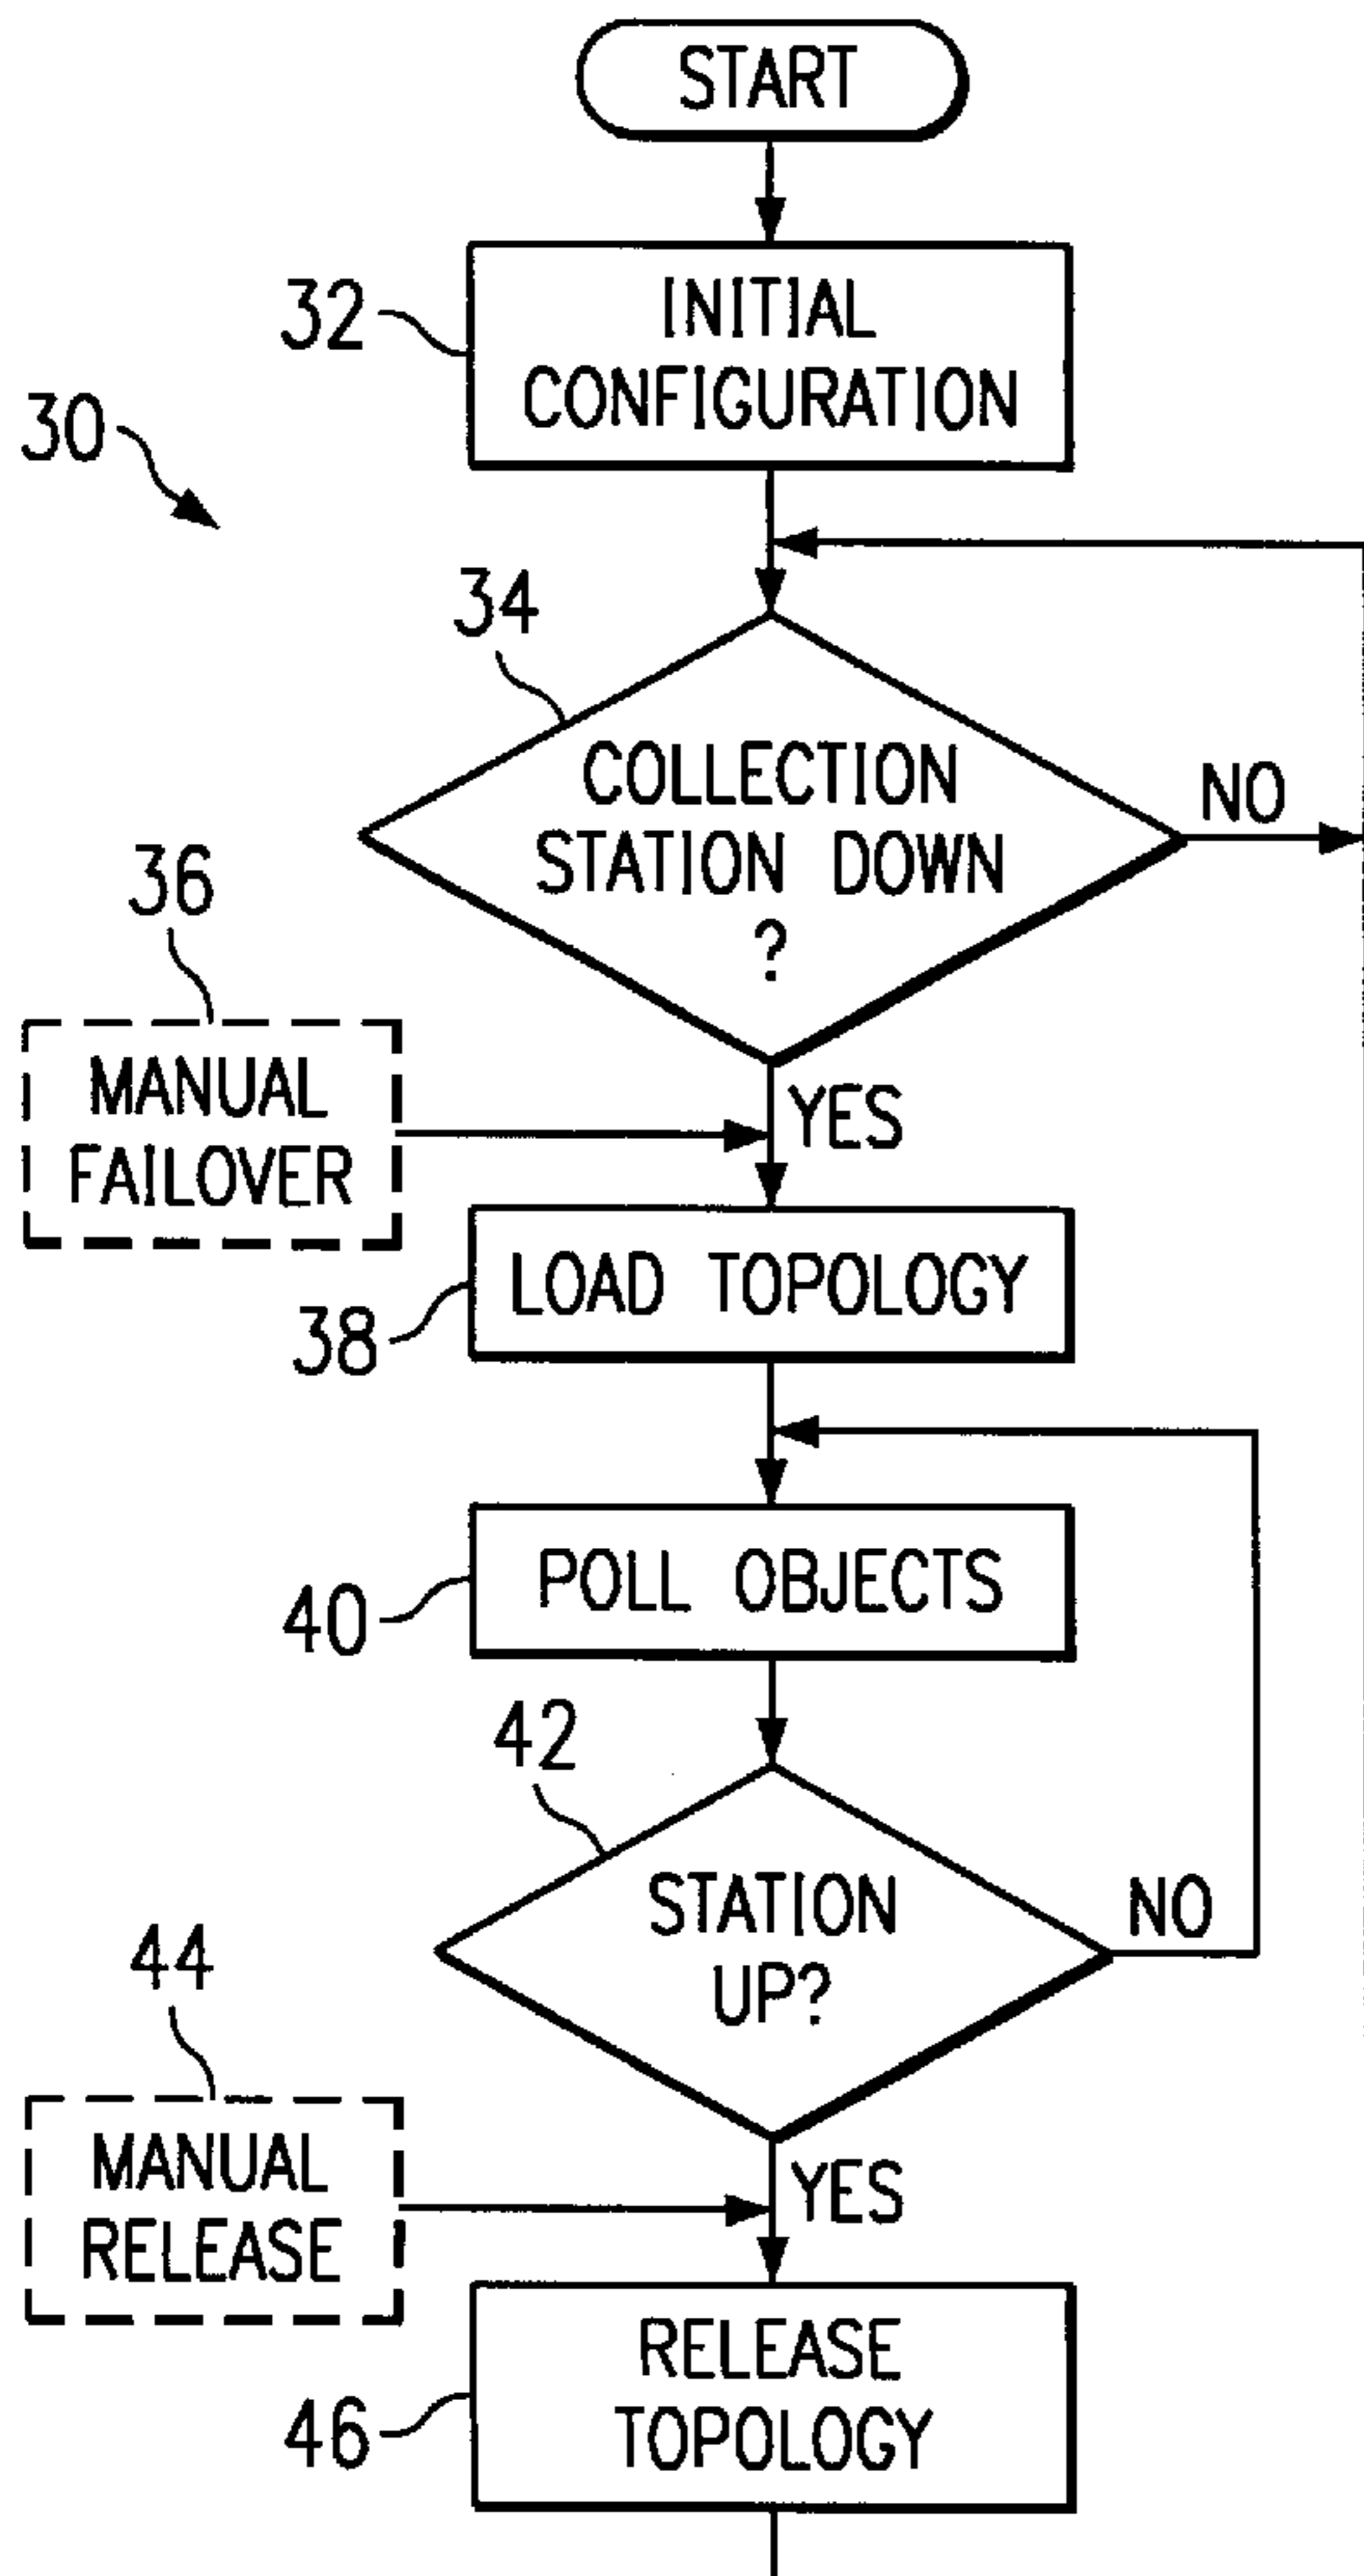 START
32
INITIAL
CONFIGURATION
30
34
COLLECTION
STATION DOWN
?
NO
36
MANUAL
FAILOVER
YES
38
LOAD TOPOLOGY
40
POLL OBJECTS
42
STATION
UP?
NO
44
MANUAL
RELEASE
YES
46
RELEASE
TOPOLOGY